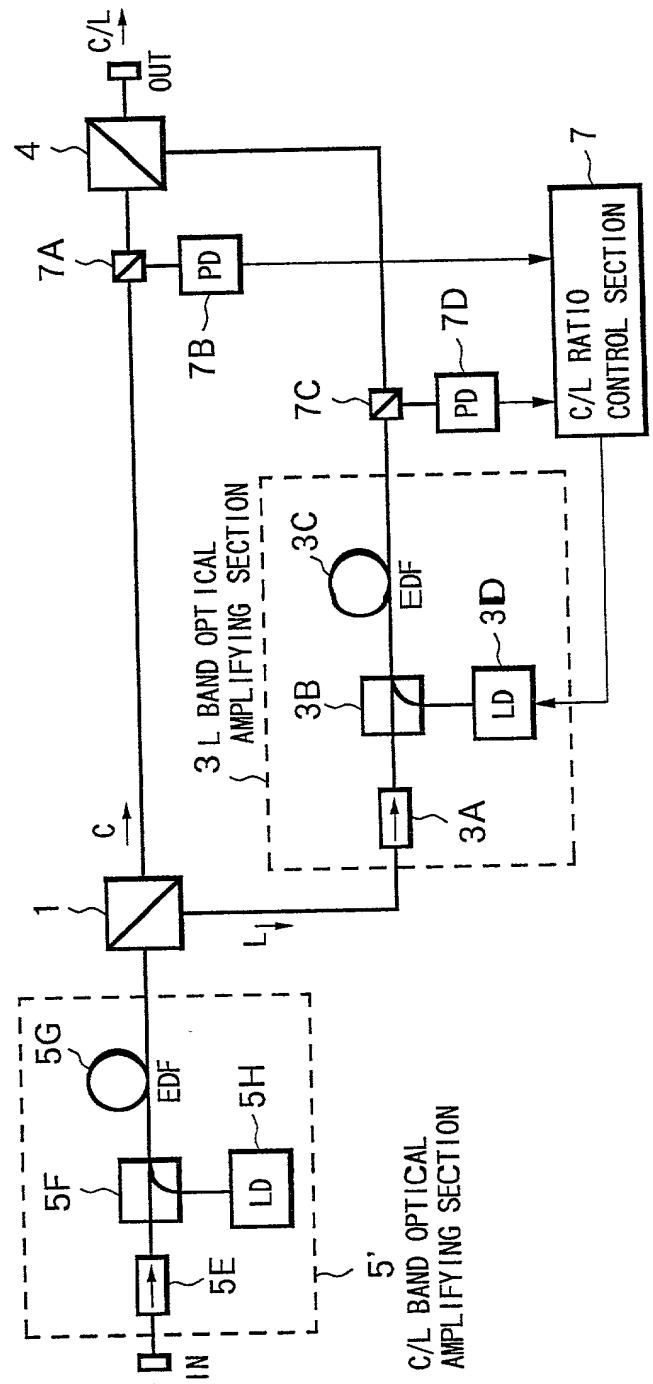 IN
5E
5F
LD
5H
5G
EDF
5'
C/L BAND OPTICAL
AMPLIFYING SECTION
1
C
L
3 L BAND OPTICAL
AMPLIFYING SECTION
3A
3B
LD
3D
3C
EDF
7C
PD
7D
7A
PD
7B
4
C/L
OUT
7
C/L RATIO
CONTROL SECTION